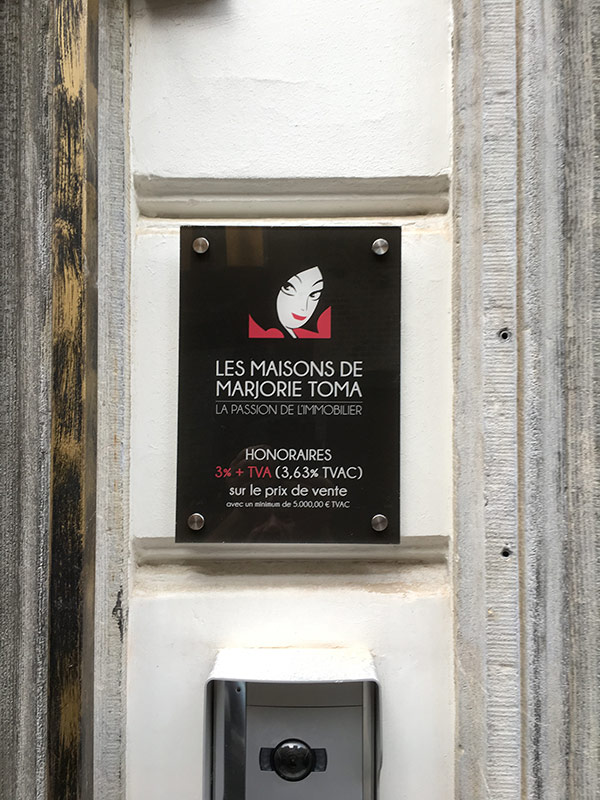 LES MAISONS DE
MARJORIE TOMA
LA PASSION DE L'IMMOBILIER
HONORAIRES
3% + TVA (3,63% TVAC)
sur le prix de vente
avec un minimum de 5.000,00 € TVAC